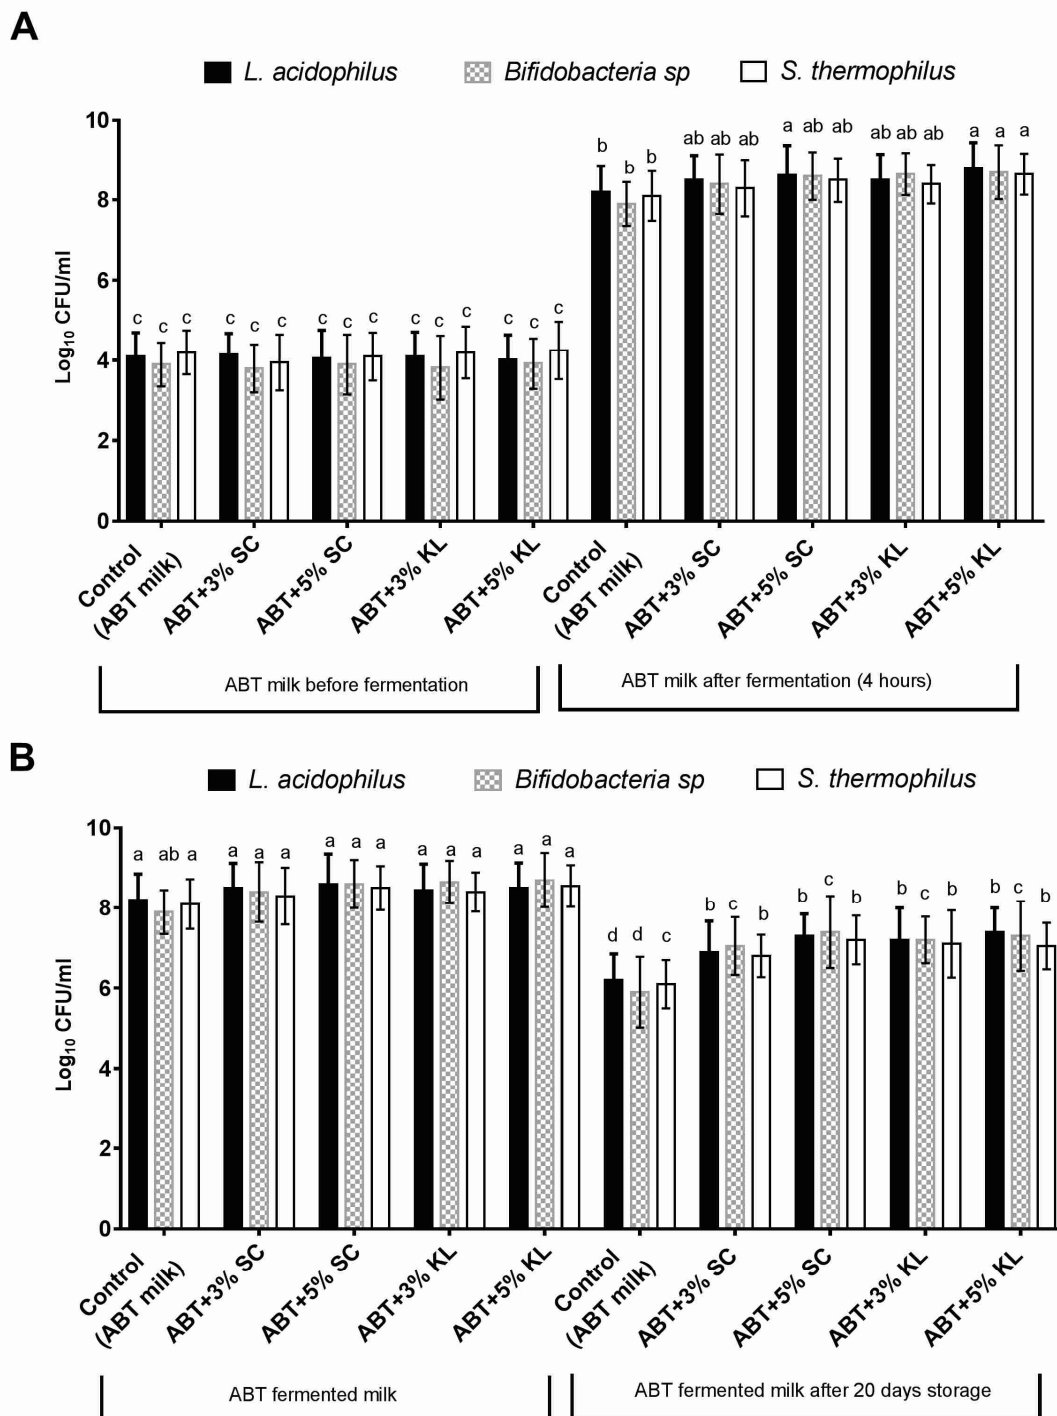 A
L. acidophilus Bifidobacteria sp S. thermophilus
10
b b b ab ab ab a ab ab ab ab ab a a a
8
6
Log10 CFU/ml
c c c c c c c c c c c c c c c
4
2
0
Control
(ABT milk)
ABT+3% SC
ABT+5% SC
ABT+3% KL
ABT+5% KL
Control
(ABT milk)
ABT+3% SC
ABT+5% SC
ABT+3% KL
ABT+5% KL
ABT milk before fermentation
ABT milk after fermentation (4 hours)
B
L. acidophilus Bifidobacteria sp S. thermophilus
10
a ab a a a a a a a a a a a a a
8
d d c b c b b c b b c b b c b
6
Log10 CFU/ml
4
2
0
Control
(ABT milk)
ABT+3% SC
ABT+5% SC
ABT+3% KL
ABT+5% KL
Control
(ABT milk)
ABT+3% SC
ABT+5% SC
ABT+3% KL
ABT+5% KL
ABT fermented milk
ABT fermented milk after 20 days storage